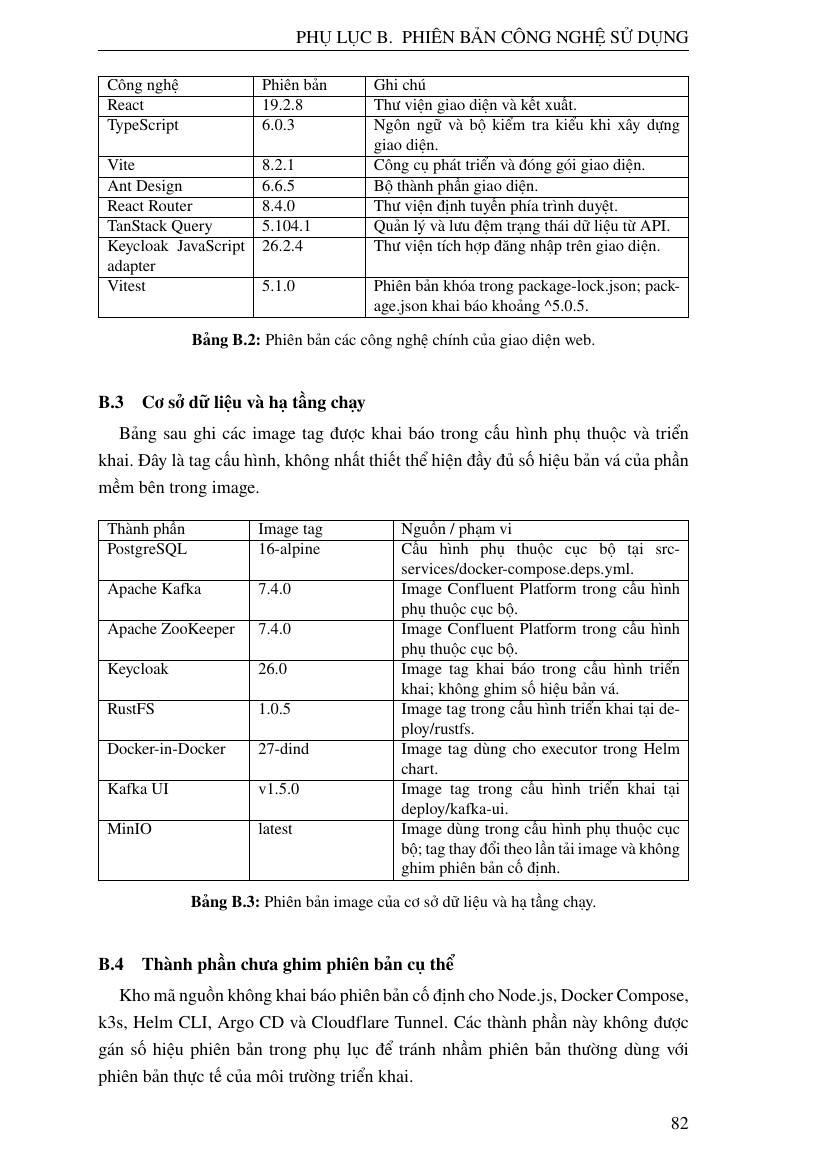 PHỤ LỤC B. PHIÊN BẢN CÔNG NGHỆ SỬ DỤNG
Công nghệ Phiên bản Ghi chú
React 19.2.8 Thư viện giao diện và kết xuất.
TypeScript 6.0.3 Ngôn ngữ và bộ kiểm tra kiểu khi xây dựng
giao diện.
Vite 8.2.1 Công cụ phát triển và đóng gói giao diện.
Ant Design 6.6.5 Bộ thành phần giao diện.
React Router 8.4.0 Thư viện định tuyến phía trình duyệt.
TanStack Query 5.104.1 Quản lý và lưu đệm trạng thái dữ liệu từ API.
Keycloak JavaScript 26.2.4 Thư viện tích hợp đăng nhập trên giao diện.
adapter
Vitest 5.1.0 Phiên bản khóa trong package-lock.json; pack-
age.json khai báo khoảng ^5.0.5.
Bảng B.2: Phiên bản các công nghệ chính của giao diện web.
B.3 Cơ sở dữ liệu và hạ tầng chạy
Bảng sau ghi các image tag được khai báo trong cấu hình phụ thuộc và triển
khai. Đây là tag cấu hình, không nhất thiết thể hiện đầy đủ số hiệu bản vá của phần
mềm bên trong image.
Thành phần Image tag Nguồn / phạm vi
PostgreSQL 16-alpine Cấu hình phụ thuộc cục bộ tại src-
services/docker-compose.deps.yml.
Apache Kafka 7.4.0 Image Confluent Platform trong cấu hình
phụ thuộc cục bộ.
Apache ZooKeeper 7.4.0 Image Confluent Platform trong cấu hình
phụ thuộc cục bộ.
Keycloak 26.0 Image tag khai báo trong cấu hình triển
khai; không ghim số hiệu bản vá.
RustFS 1.0.5 Image tag trong cấu hình triển khai tại de-
ploy/rustfs.
Docker-in-Docker 27-dind Image tag dùng cho executor trong Helm
chart.
Kafka UI v1.5.0 Image tag trong cấu hình triển khai tại
deploy/kafka-ui.
MinIO latest Image dùng trong cấu hình phụ thuộc cục
bộ; tag thay đổi theo lần tải image và không
ghim phiên bản cố định.
Bảng B.3: Phiên bản image của cơ sở dữ liệu và hạ tầng chạy.
B.4 Thành phần chưa ghim phiên bản cụ thể
Kho mã nguồn không khai báo phiên bản cố định cho Node.js, Docker Compose,
k3s, Helm CLI, Argo CD và Cloudflare Tunnel. Các thành phần này không được
gán số hiệu phiên bản trong phụ lục để tránh nhầm phiên bản thường dùng với
phiên bản thực tế của môi trường triển khai.
82